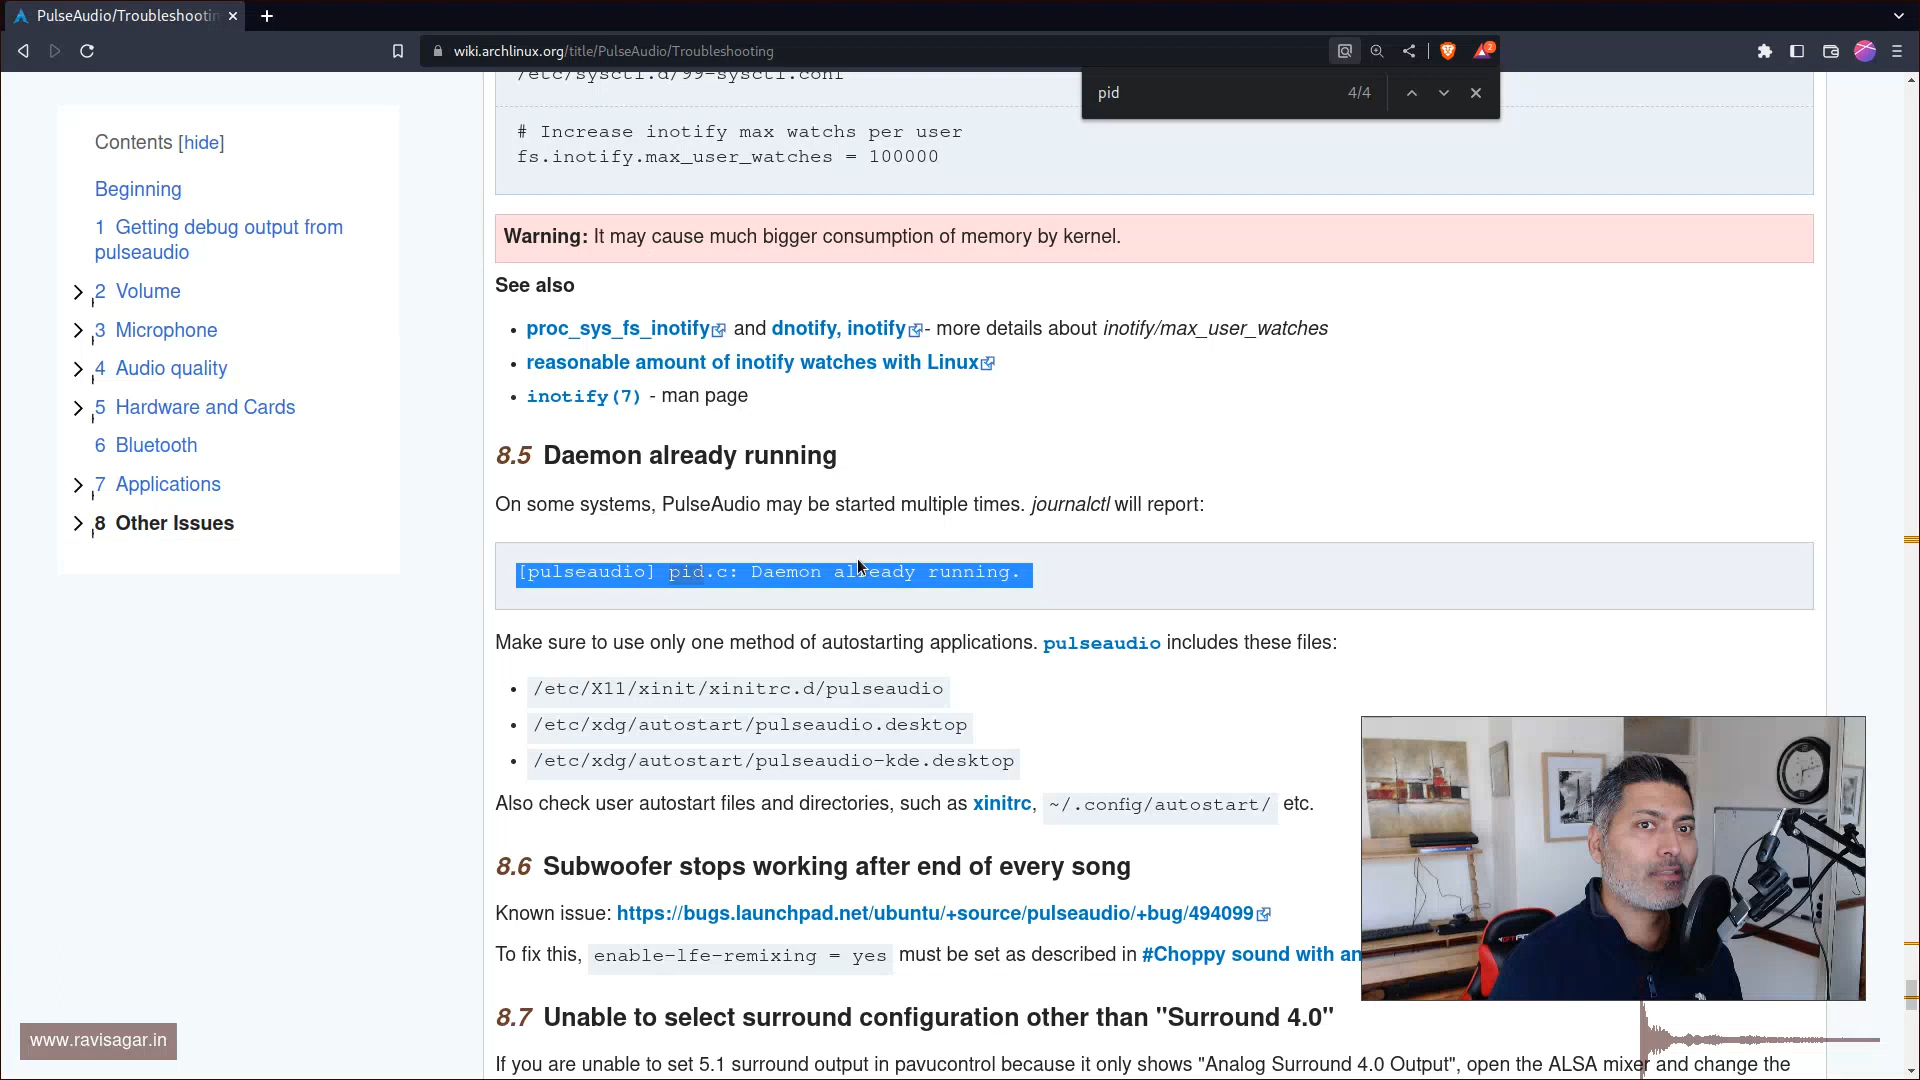 PulseAudio/Troubleshootin
wiki.archlinux.org/title/PulseAudio/Troubleshooting
2
pid
4/4
Contents [hide]
Beginning
1 Getting debug output from
pulseaudio
2 Volume
3 Microphone
4 Audio quality
5 Hardware and Cards
6 Bluetooth
7 Applications
8 Other Issues
/etc/sysctl.d/99-sysctl.conf
# Increase inotify max watchs per user
fs.inotify.max_user_watches = 100000
Warning: It may cause much bigger consumption of memory by kernel.
See also
proc_sys_fs_inotify and dnotify, inotify- more details about inotify/max_user_watches
reasonable amount of inotify watches with Linux
inotify(7) - man page
8.5 Daemon already running
On some systems, PulseAudio may be started multiple times. journalctl will report:
[pulseaudio] pid.c: Daemon already running.
Make sure to use only one method of autostarting applications. pulseaudio includes these files:
/etc/X11/xinit/xinitrc.d/pulseaudio
/etc/xdg/autostart/pulseaudio.desktop
/etc/xdg/autostart/pulseaudio-kde.desktop
Also check user autostart files and directories, such as xinitrc, ~/.config/autostart/ etc.
8.6 Subwoofer stops working after end of every song
Known issue: https://bugs.launchpad.net/ubuntu/+source/pulseaudio/+bug/494099
To fix this, enable-lfe-remixing = yes must be set as described in #Choppy sound with an
8.7 Unable to select surround configuration other than "Surround 4.0"
If you are unable to set 5.1 surround output in pavucontrol because it only shows "Analog Surround 4.0 Output", open the ALSA mixer and change the
www.ravisagar.in